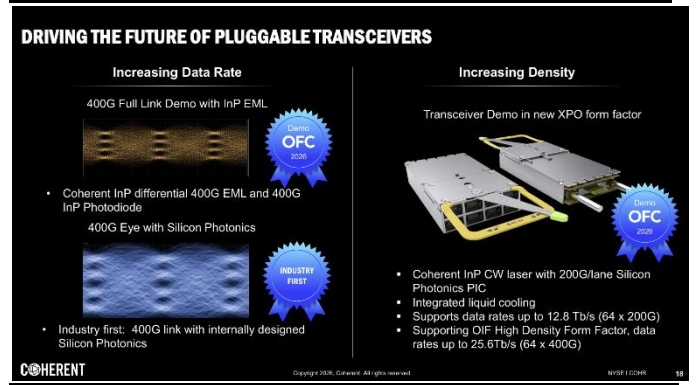 DRIVING THE FUTURE OF PLUGGABLE TRANSCEIVERS
Increasing Data Rate
400G Full Link Demo with InP EML
Demo
OFC
2026
• Coherent InP differential 400G EML and 400G
InP Photodiode
400G Eye with Silicon Photonics
INDUSTRY
FIRST
• Industry first: 400G link with internally designed
Silicon Photonics
Increasing Density
Transceiver Demo in new XPO form factor
Demo
OFC
2026
▪ Coherent InP CW laser with 200G/lane Silicon
Photonics PIC
▪ Integrated liquid cooling
▪ Supports data rates up to 12.8 Tb/s (64 x 200G)
▪ Supporting OIF High Density Form Factor, data
rates up to 25.6Tb/s (64 x 400G)
COHERENT
Copyright 2026, Coherent. All rights reserved.
NYSE I COHR
18